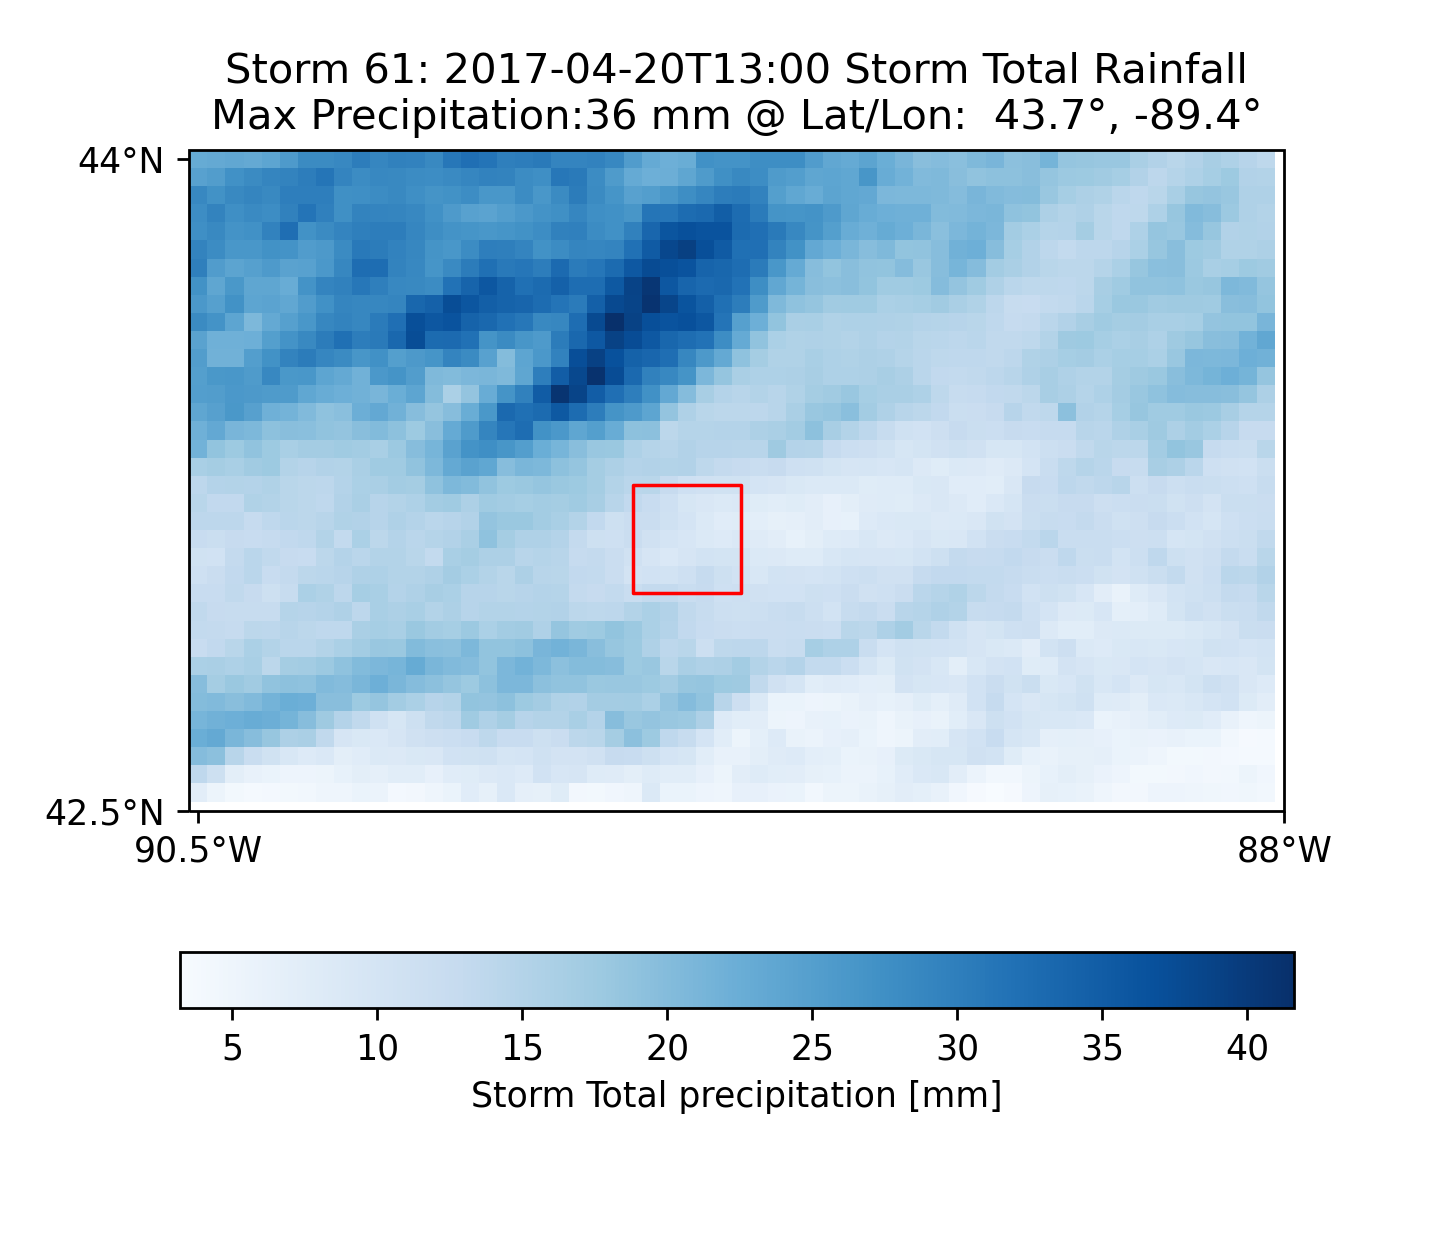 Storm 61: 2017-04-20T13:00 Storm Total Rainfall
Max Precipitation:36 mm @ Lat/Lon:  43.7°, -89.4°
44°N
42.5°N
90.5°W 88°W
5 10 15 20 25 30 35 40
Storm Total precipitation [mm]